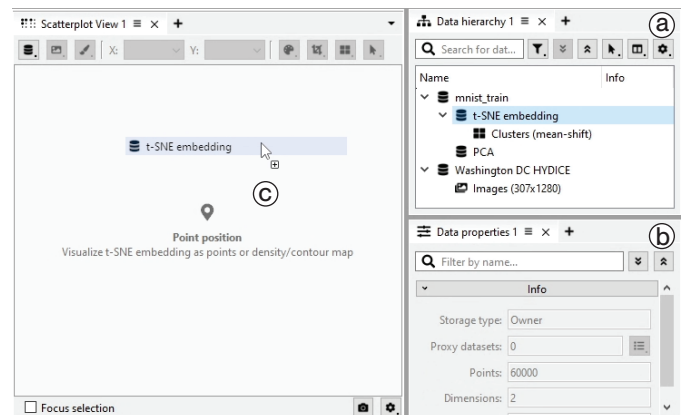 Scatterplot View 1
X:
Y:
t-SNE embedding
c
Point position
Visualize t-SNE embedding as points or density/contour map
Focus selection
Data hierarchy 1
a
Search for dat...
Name Info
mnist_train
t-SNE embedding
Clusters (mean-shift)
PCA
Washington DC HYDICE
Images (307x1280)
Data properties 1
b
Filter by name...
Info
Storage type: Owner
Proxy datasets: 0
Points: 60000
Dimensions: 2